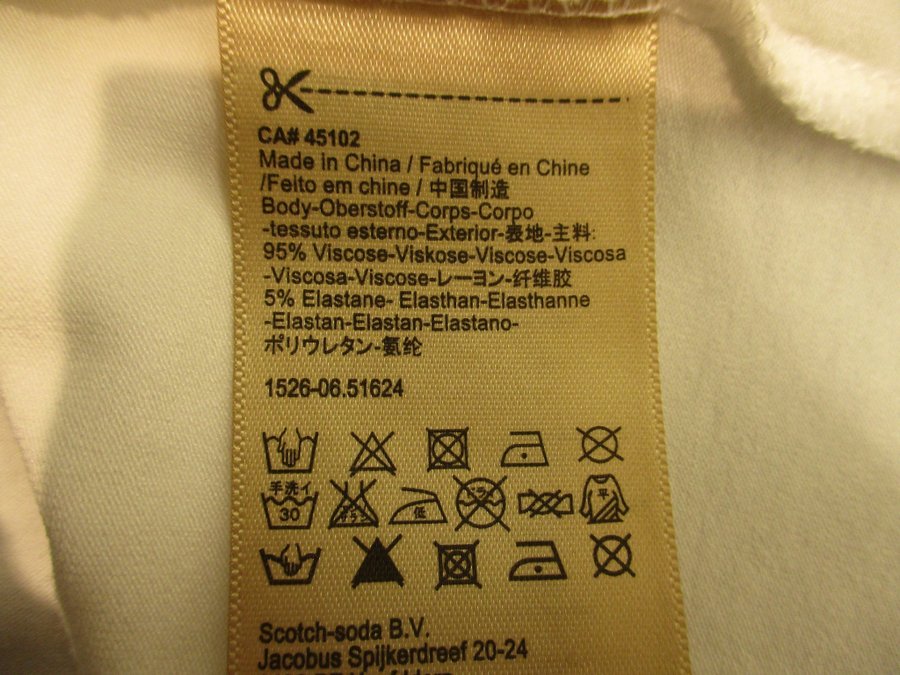 CA# 45102
Made in China / Fabriqué en Chine
/Feito em chine / 中国制造
Body-Oberstoff-Corps-Corpo
-tessuto esterno-Exterior-表地-主料:
95% Viscose-Viskose-Viscose-Viscosa
-Viscosa-Viscose-レーヨン-纤维胶
5% Elastane- Elasthan-Elasthanne
-Elastan-Elastan-Elastano-
ポリウレタン-氨纶
1526-06.51624
手洗イ
30 低 平
Scotch-soda B.V.
Jacobus Spijkerdreef 20-24